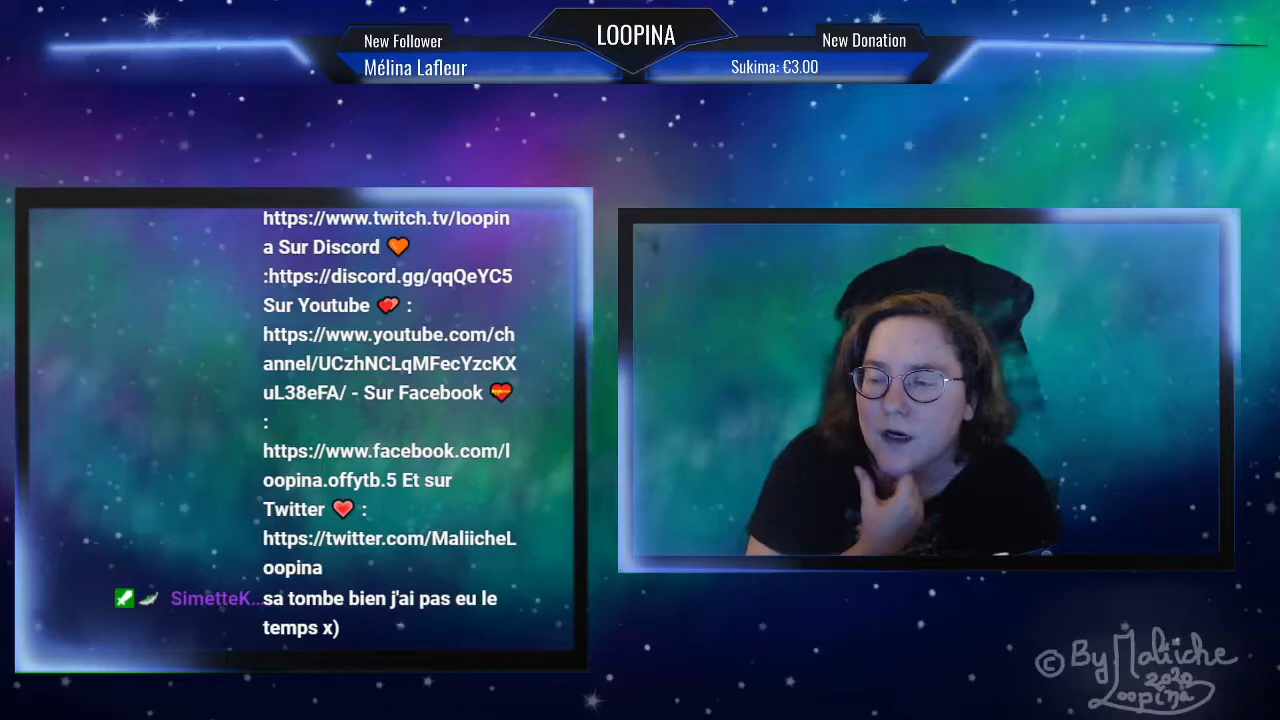 LOOPINA
New Follower
New Donation
Mélina Lafleur
Sukima: €3.00
https://www.twitch.tv/loopin
a Sur Discord 🧡
:https://discord.gg/qqQeYC5
Sur Youtube 💕 :
https://www.youtube.com/ch
annel/UCzhNCLqMFecYzcKX
uL38eFA/ - Sur Facebook 💝
:
https://www.facebook.com/l
oopina.offytb.5 Et sur
Twitter ❤️ :
https://twitter.com/MaliicheL
oopina
SimetteK... sa tombe bien j'ai pas eu le
temps x)
© By Maliiche
2020
Loopina